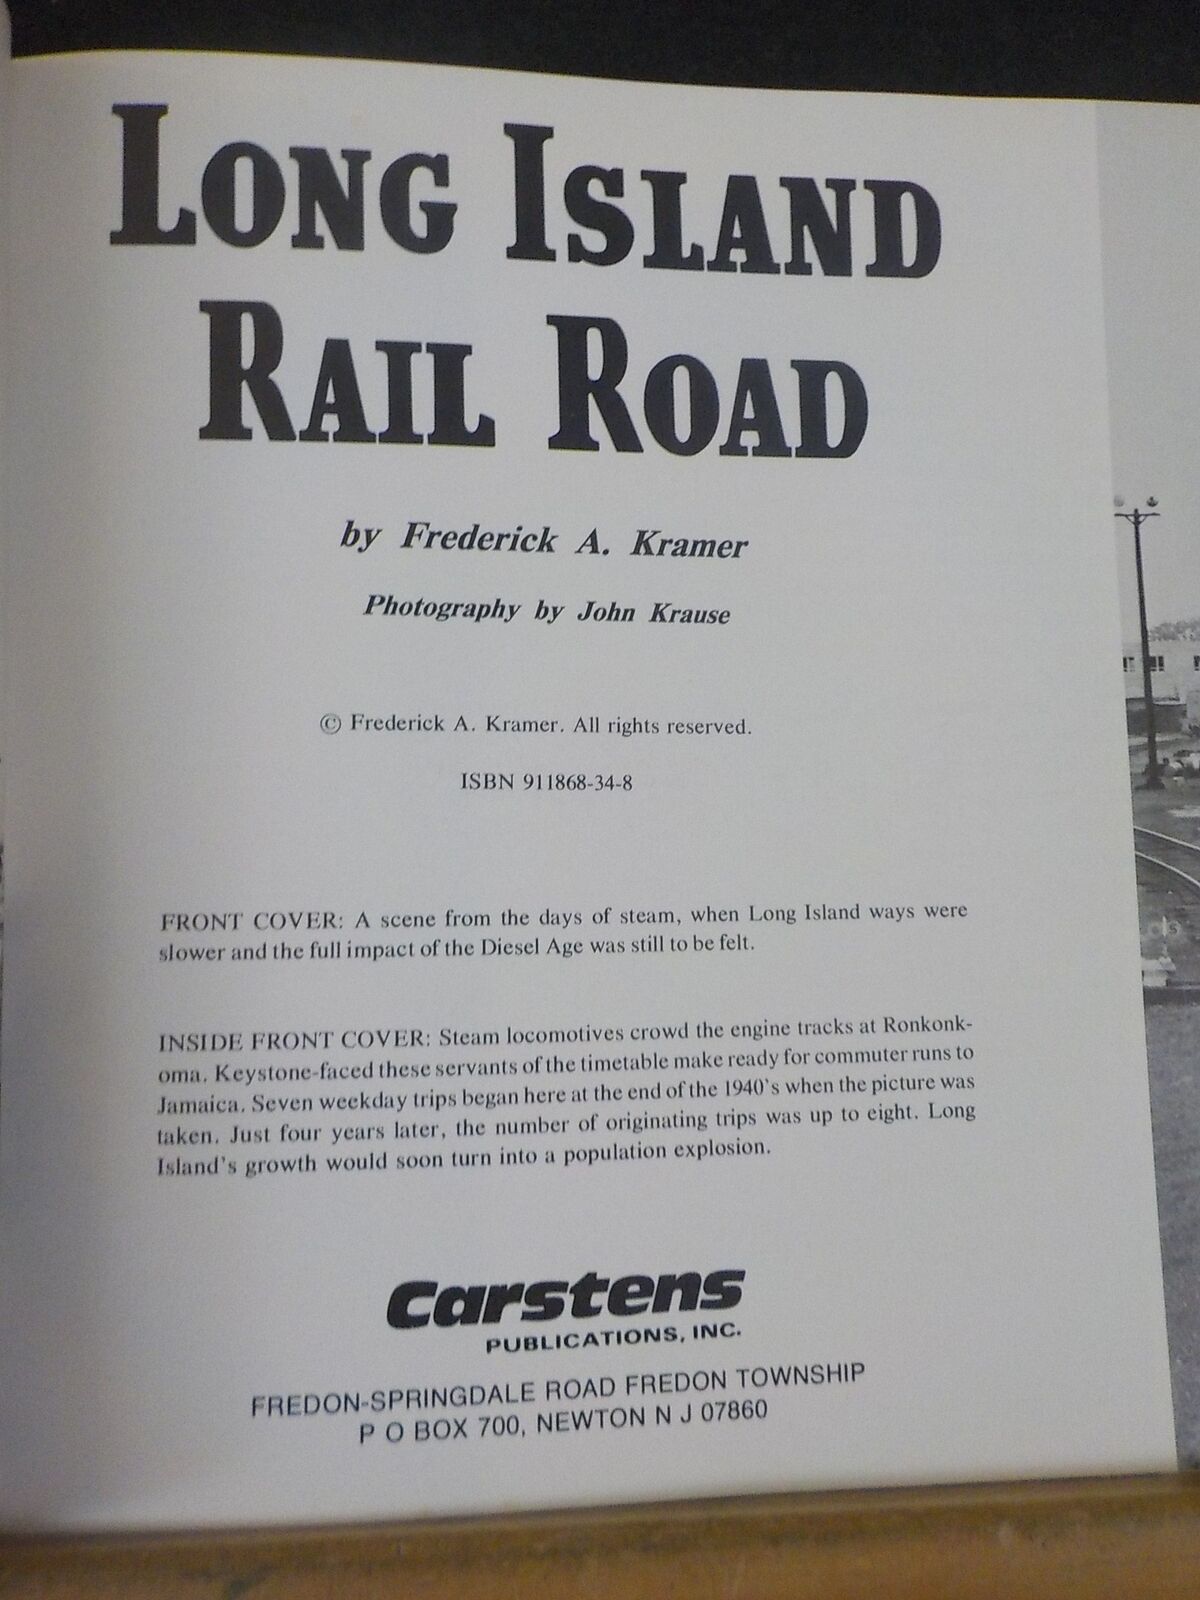 LONG ISLAND
RAIL ROAD
by Frederick A. Kramer
Photography by John Krause
© Frederick A. Kramer. All rights reserved.
ISBN 911868-34-8
FRONT COVER: A scene from the days of steam, when Long Island ways were
slower and the full impact of the Diesel Age was still to be felt.
INSIDE FRONT COVER: Steam locomotives crowd the engine tracks at Ronkonk-
oma. Keystone-faced these servants of the timetable make ready for commuter runs to
Jamaica. Seven weekday trips began here at the end of the 1940's when the picture was
taken. Just four years later, the number of originating trips was up to eight. Long
Island's growth would soon turn into a population explosion.
Carstens
PUBLICATIONS, INC.
FREDON-SPRINGDALE ROAD FREDON TOWNSHIP
P O BOX 700, NEWTON N J 07860